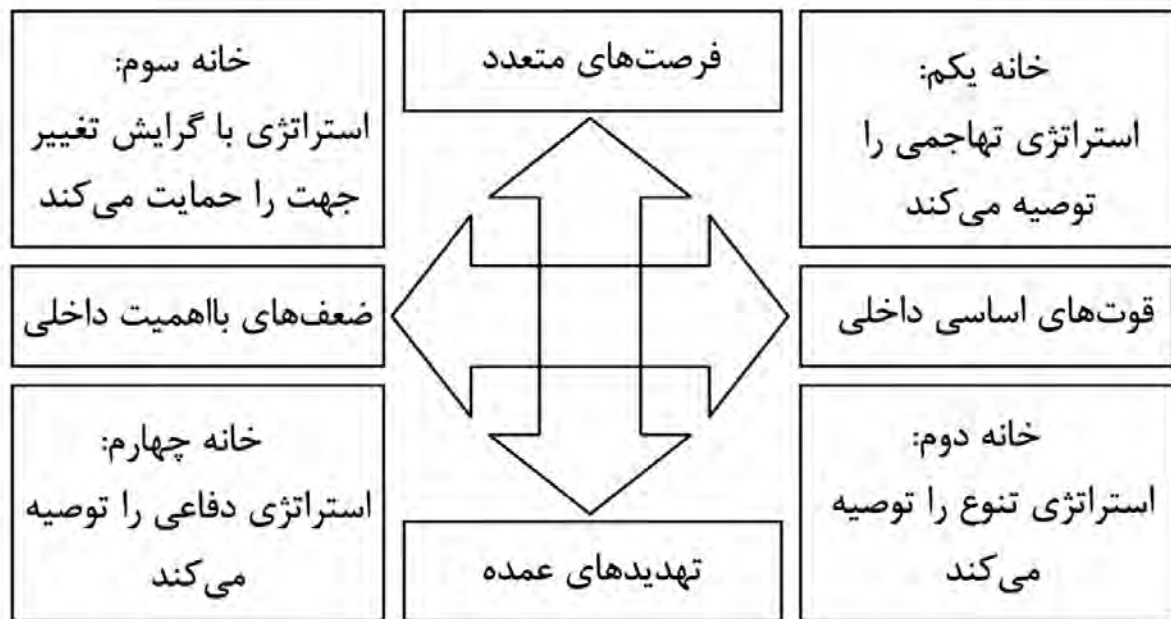 خانه یکم:
استراتژی تهاجمی را
توصیه می‌کند
فرصت‌های متعدد
خانه سوم:
استراتژی با گرایش تغییر
جهت را حمایت می‌کند
قوت‌های اساسی داخلی
ضعف‌های بااهمیت داخلی
خانه دوم:
استراتژی تنوع را توصیه
می‌کند
تهدیدهای عمده
خانه چهارم:
استراتژی دفاعی را توصیه
می‌کند